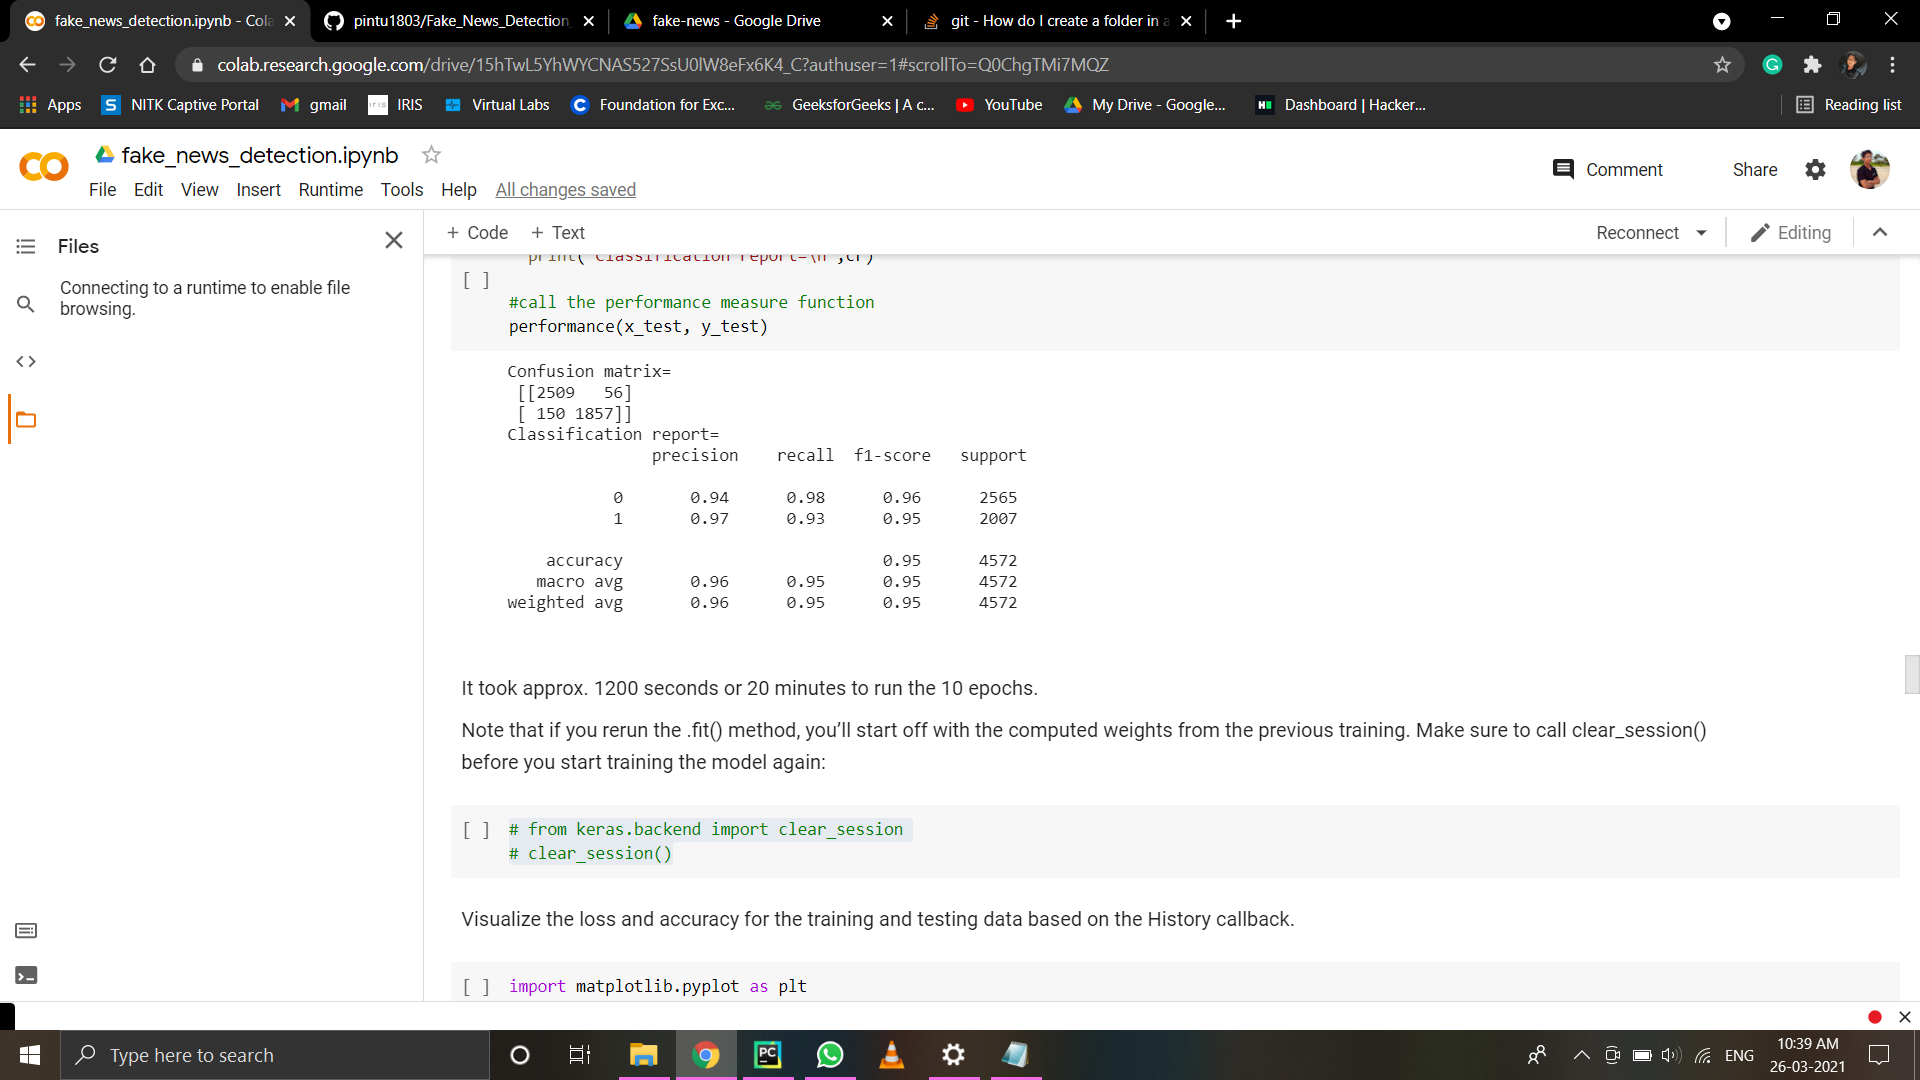 fake_news_detection.ipynb - Cola
pintu1803/Fake_News_Detection
fake-news - Google Drive
git - How do I create a folder in a
colab.research.google.com/drive/15hTwL5YhWYCNAS527SsU0lW8eFx6K4_C?authuser=1#scrollTo=Q0ChgTMi7MQZ
Apps
NITK Captive Portal
gmail
IRIS
Virtual Labs
Foundation for Exc...
GeeksforGeeks | A c...
YouTube
My Drive - Google...
Dashboard | Hacker...
Reading list
fake_news_detection.ipynb
File Edit View Insert Runtime Tools Help All changes saved
Comment
Share
Files
Connecting to a runtime to enable file
browsing.
+ Code + Text
Reconnect
Editing
print("Classification report=\n",cr)
[ ]
#call the performance measure function
performance(x_test, y_test)
Confusion matrix=
[[2509 56]
[ 150 1857]]
Classification report=
precision recall f1-score support
0 0.94 0.98 0.96 2565
1 0.97 0.93 0.95 2007
accuracy 0.95 4572
macro avg 0.96 0.95 0.95 4572
weighted avg 0.96 0.95 0.95 4572
It took approx. 1200 seconds or 20 minutes to run the 10 epochs.
Note that if you rerun the .fit() method, you’ll start off with the computed weights from the previous training. Make sure to call clear_session()
before you start training the model again:
[ ] # from keras.backend import clear_session
# clear_session()
Visualize the loss and accuracy for the training and testing data based on the History callback.
[ ] import matplotlib.pyplot as plt
Type here to search
ENG
10:39 AM
26-03-2021